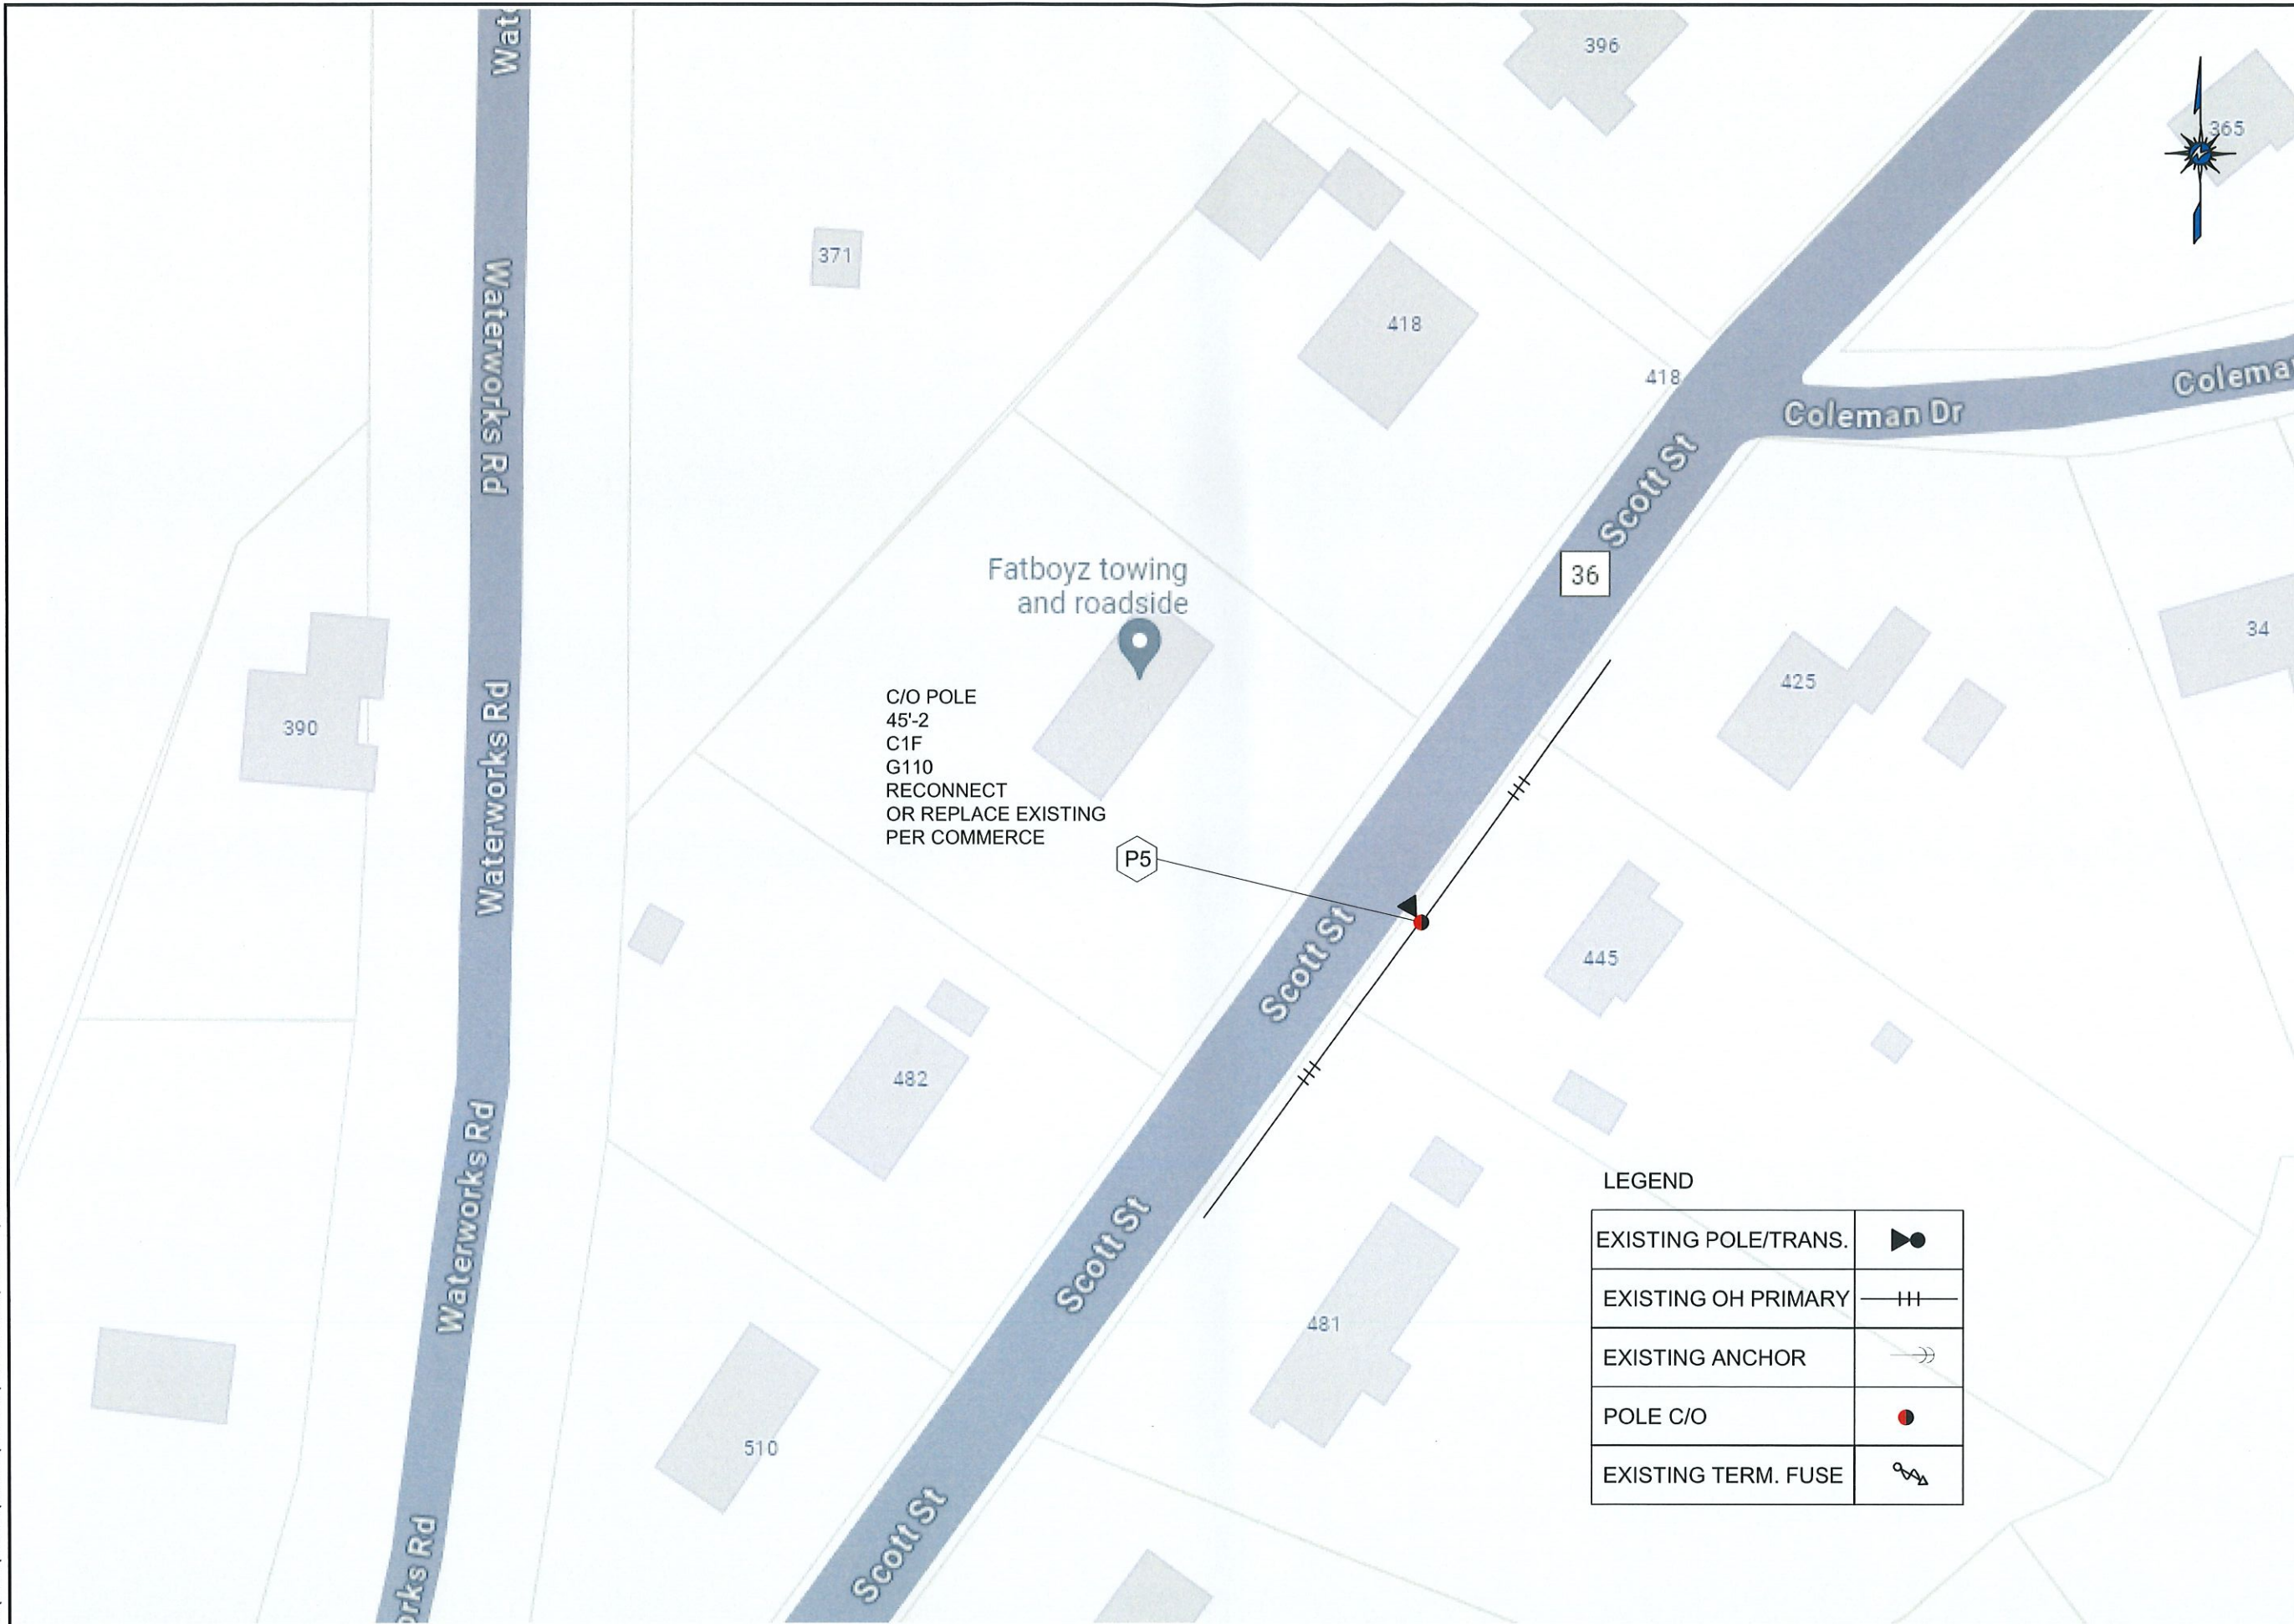 Wate
396
365
Waterworks Rd
371
418
418
Coleman Dr
Coleman
Scott St
36
Fatboyz towing
and roadside
34
425
390
Waterworks Rd
C/O POLE
45'-2
C1F
G110
RECONNECT
OR REPLACE EXISTING
PER COMMERCE
P5
Scott St
445
482
Waterworks Rd
Scott St
481
510
Scott St
orks Rd
LEGEND
EXISTING POLE/TRANS.
EXISTING OH PRIMARY
EXISTING ANCHOR
POLE C/O
EXISTING TERM. FUSE